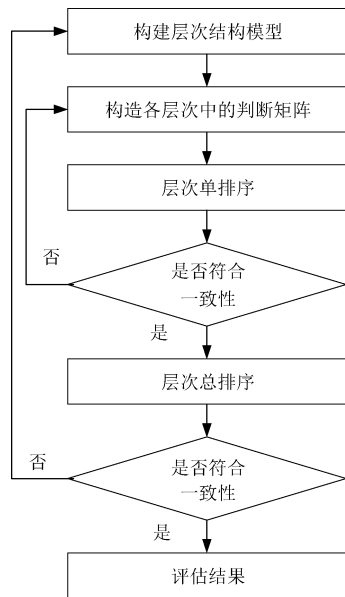 构建层次结构模型
构造各层次中的判断矩阵
层次单排序
否
是否符合
一致性
是
层次总排序
否
是否符合
一致性
是
评估结果